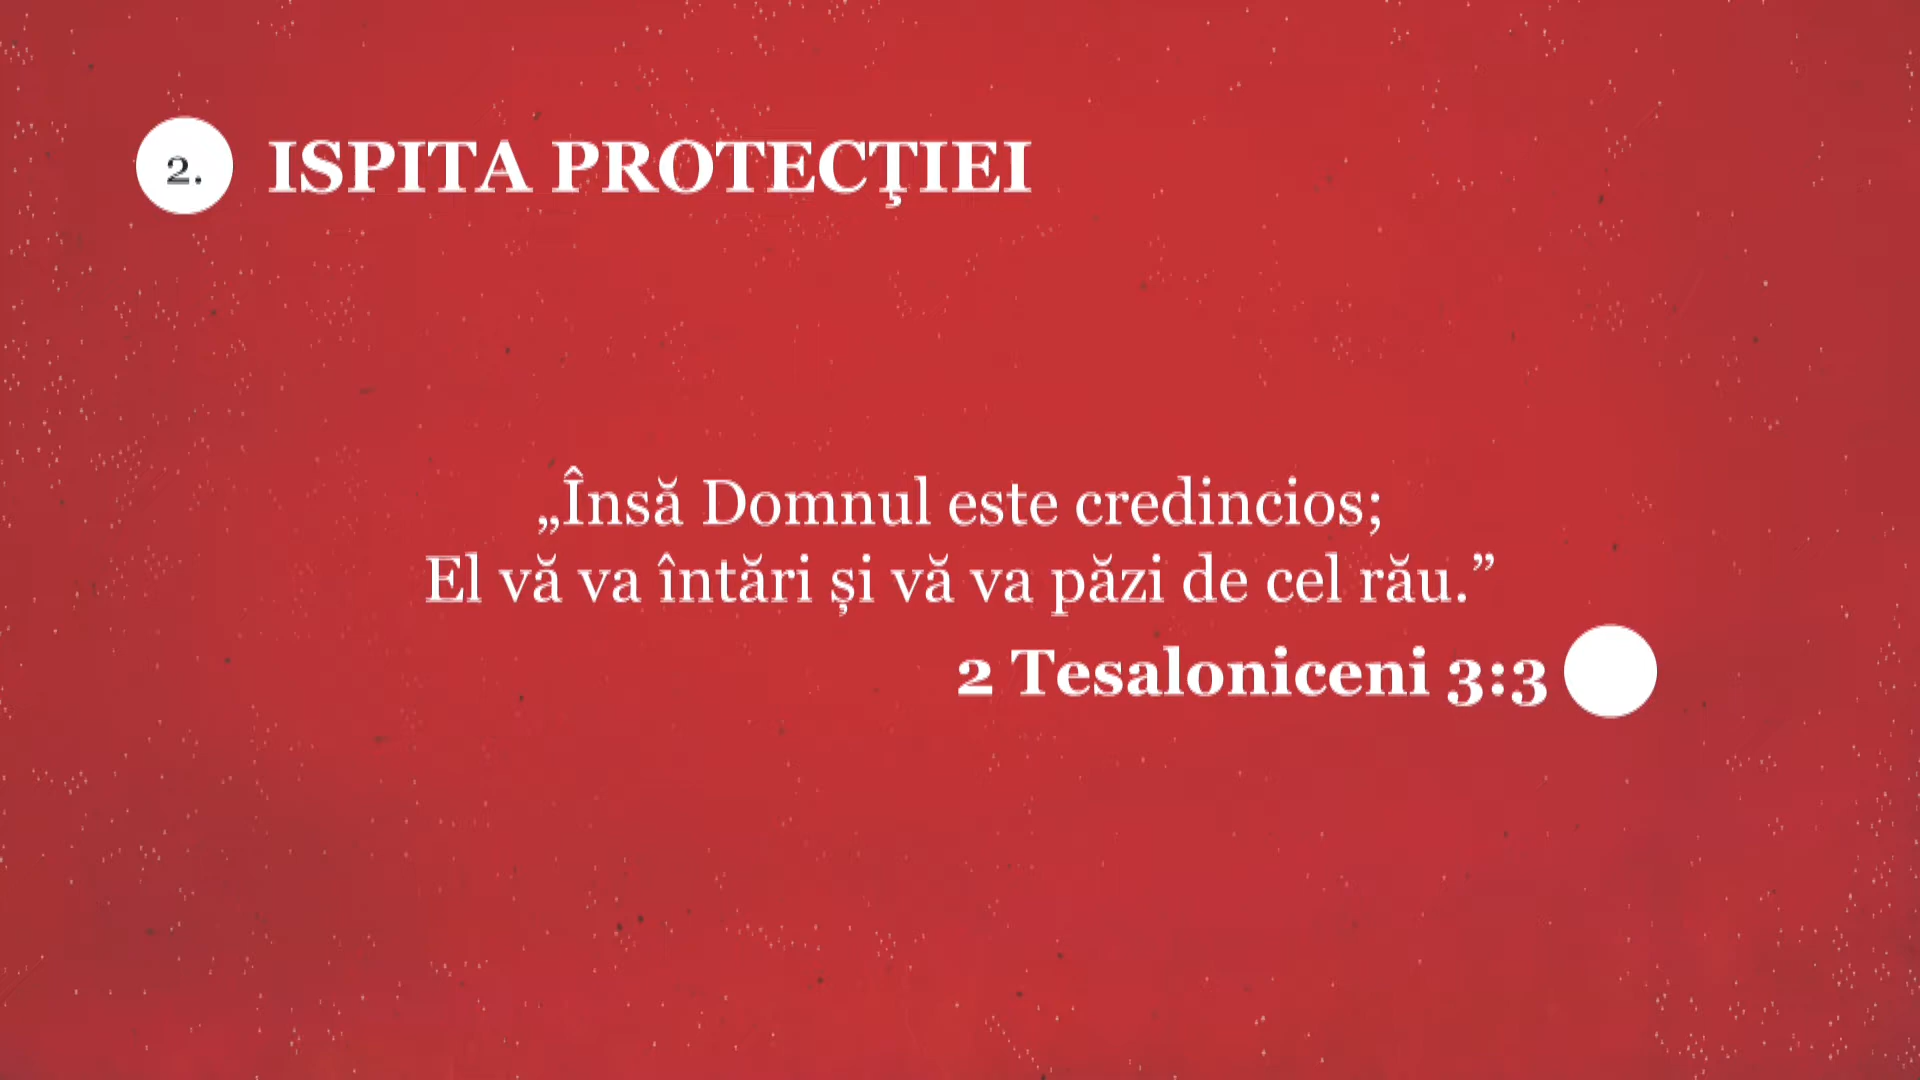 2. ISPITA PROTECŢIEI
„Însă Domnul este credincios;
El vă va întări și vă va păzi de cel rău.”
2 Tesaloniceni 3:3